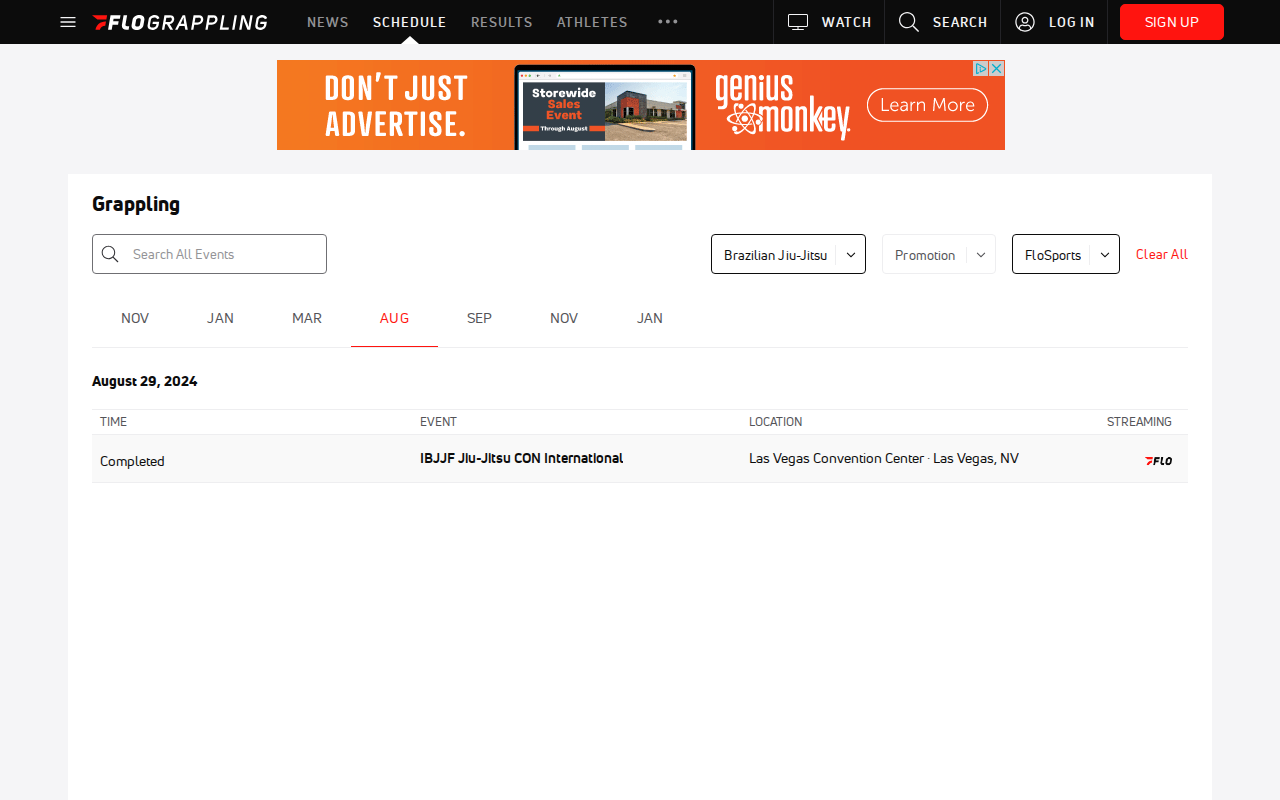 FLOGRAPPLING NEWS SCHEDULE RESULTS ATHLETES ••• WATCH SEARCH LOG IN SIGN UP
DON'T JUST
ADVERTISE.
Storewide
Sales
Event
Through August
genius
monkey
Learn More
Grappling
Search All Events Brazilian Jiu-Jitsu Promotion FloSports Clear All
NOV JAN MAR AUG SEP NOV JAN
August 29, 2024
TIME EVENT LOCATION STREAMING
Completed IBJJF Jiu-Jitsu CON International Las Vegas Convention Center · Las Vegas, NV FLO